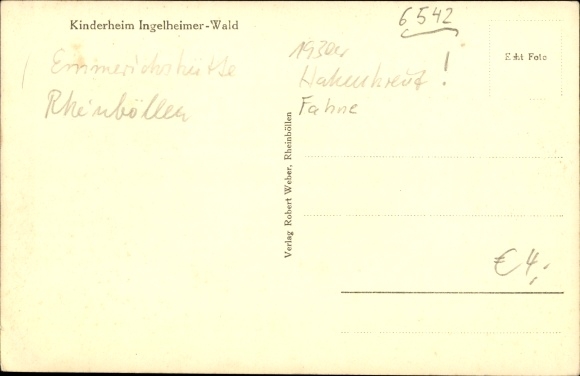 Kinderheim Ingelheimer-Wald
6542
Emmerichshütte
Rheinböllen
1930er
Hakenkreuz!
Fahne
Echt Foto
Verlag Robert Weber, Rheinböllen
€ 4,-